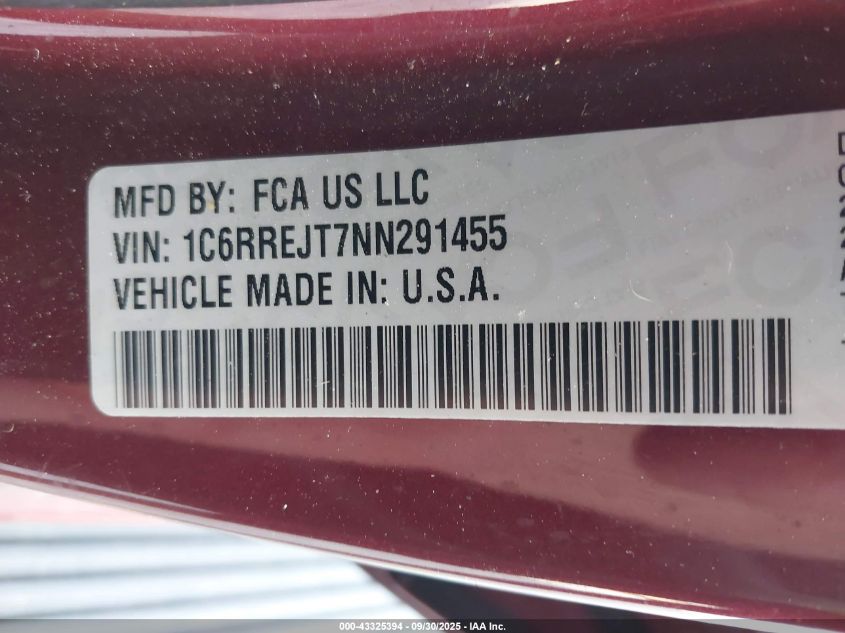 MFD BY: FCA US LLC
VIN: 1C6RREJT7NN291455
VEHICLE MADE IN: U.S.A.
000-43325394 - 09/30/2025 - IAA Inc.